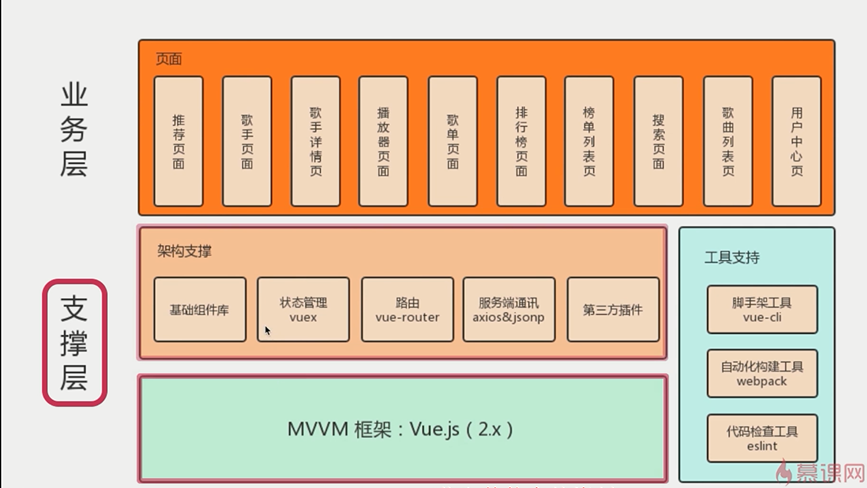 业务层
页面
推荐页面
歌手页面
歌手详情页
播放器页面
歌单页面
排行榜页面
榜单列表页
搜索页面
歌曲列表页
用户中心页
支撑层
架构支撑
基础组件库
状态管理
vuex
路由
vue-router
服务端通讯
axios&jsonp
第三方插件
MVVM 框架：Vue.js（2.x）
工具支持
脚手架工具
vue-cli
自动化构建工具
webpack
代码检查工具
eslint
慕课网